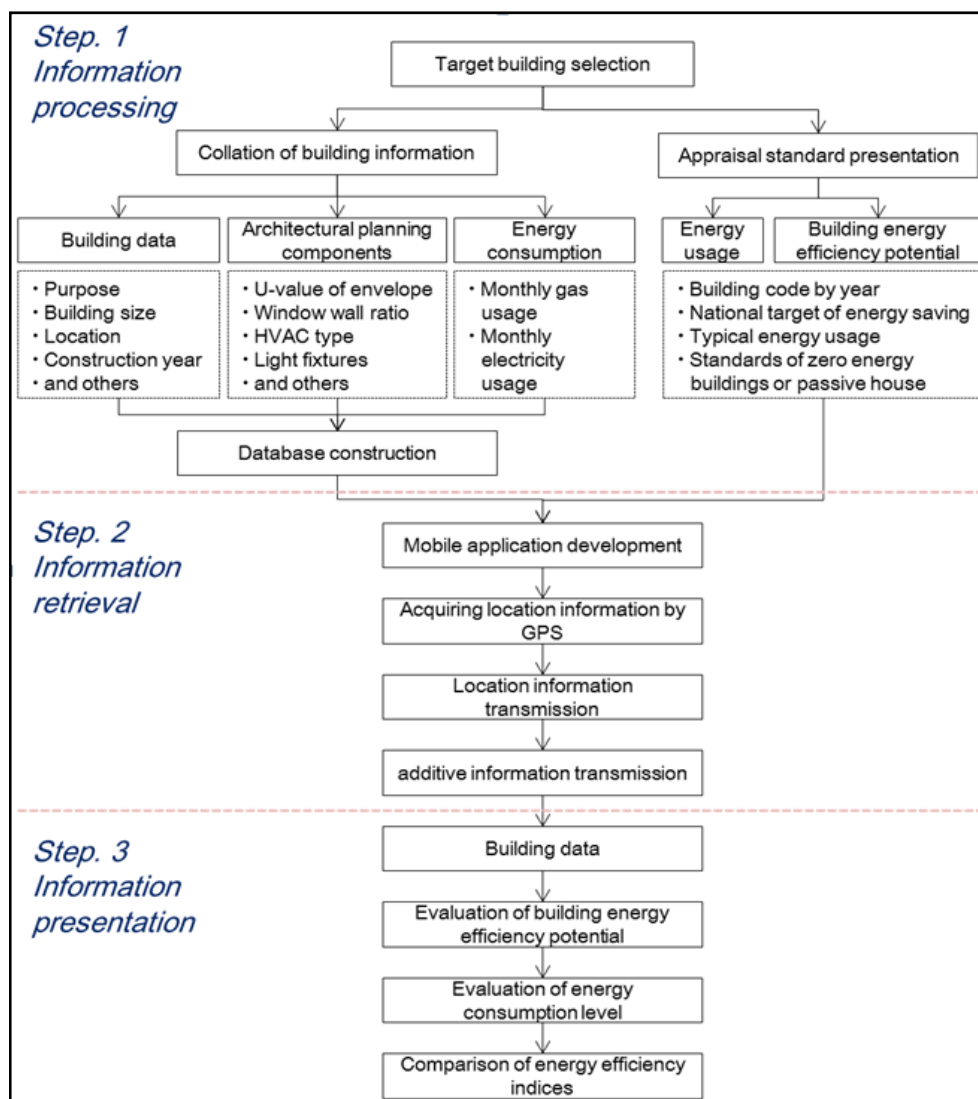 Step. 1
Information
processing
Target building selection
Collation of building information
Appraisal standard presentation
Building data
Architectural planning
components
Energy
consumption
Energy
usage
Building energy
efficiency potential
・Purpose
・Building size
・Location
・Construction year
・and others
・U-value of envelope
・Window wall ratio
・HVAC type
・Light fixtures
・and others
・Monthly gas
usage
・Monthly
electricity
usage
・Building code by year
・National target of energy saving
・Typical energy usage
・Standards of zero energy
buildings or passive house
Database construction
Step. 2
Information
retrieval
Mobile application development
Acquiring location information by
GPS
Location information
transmission
additive information transmission
Step. 3
Information
presentation
Building data
Evaluation of building energy
efficiency potential
Evaluation of energy
consumption level
Comparison of energy efficiency
indices